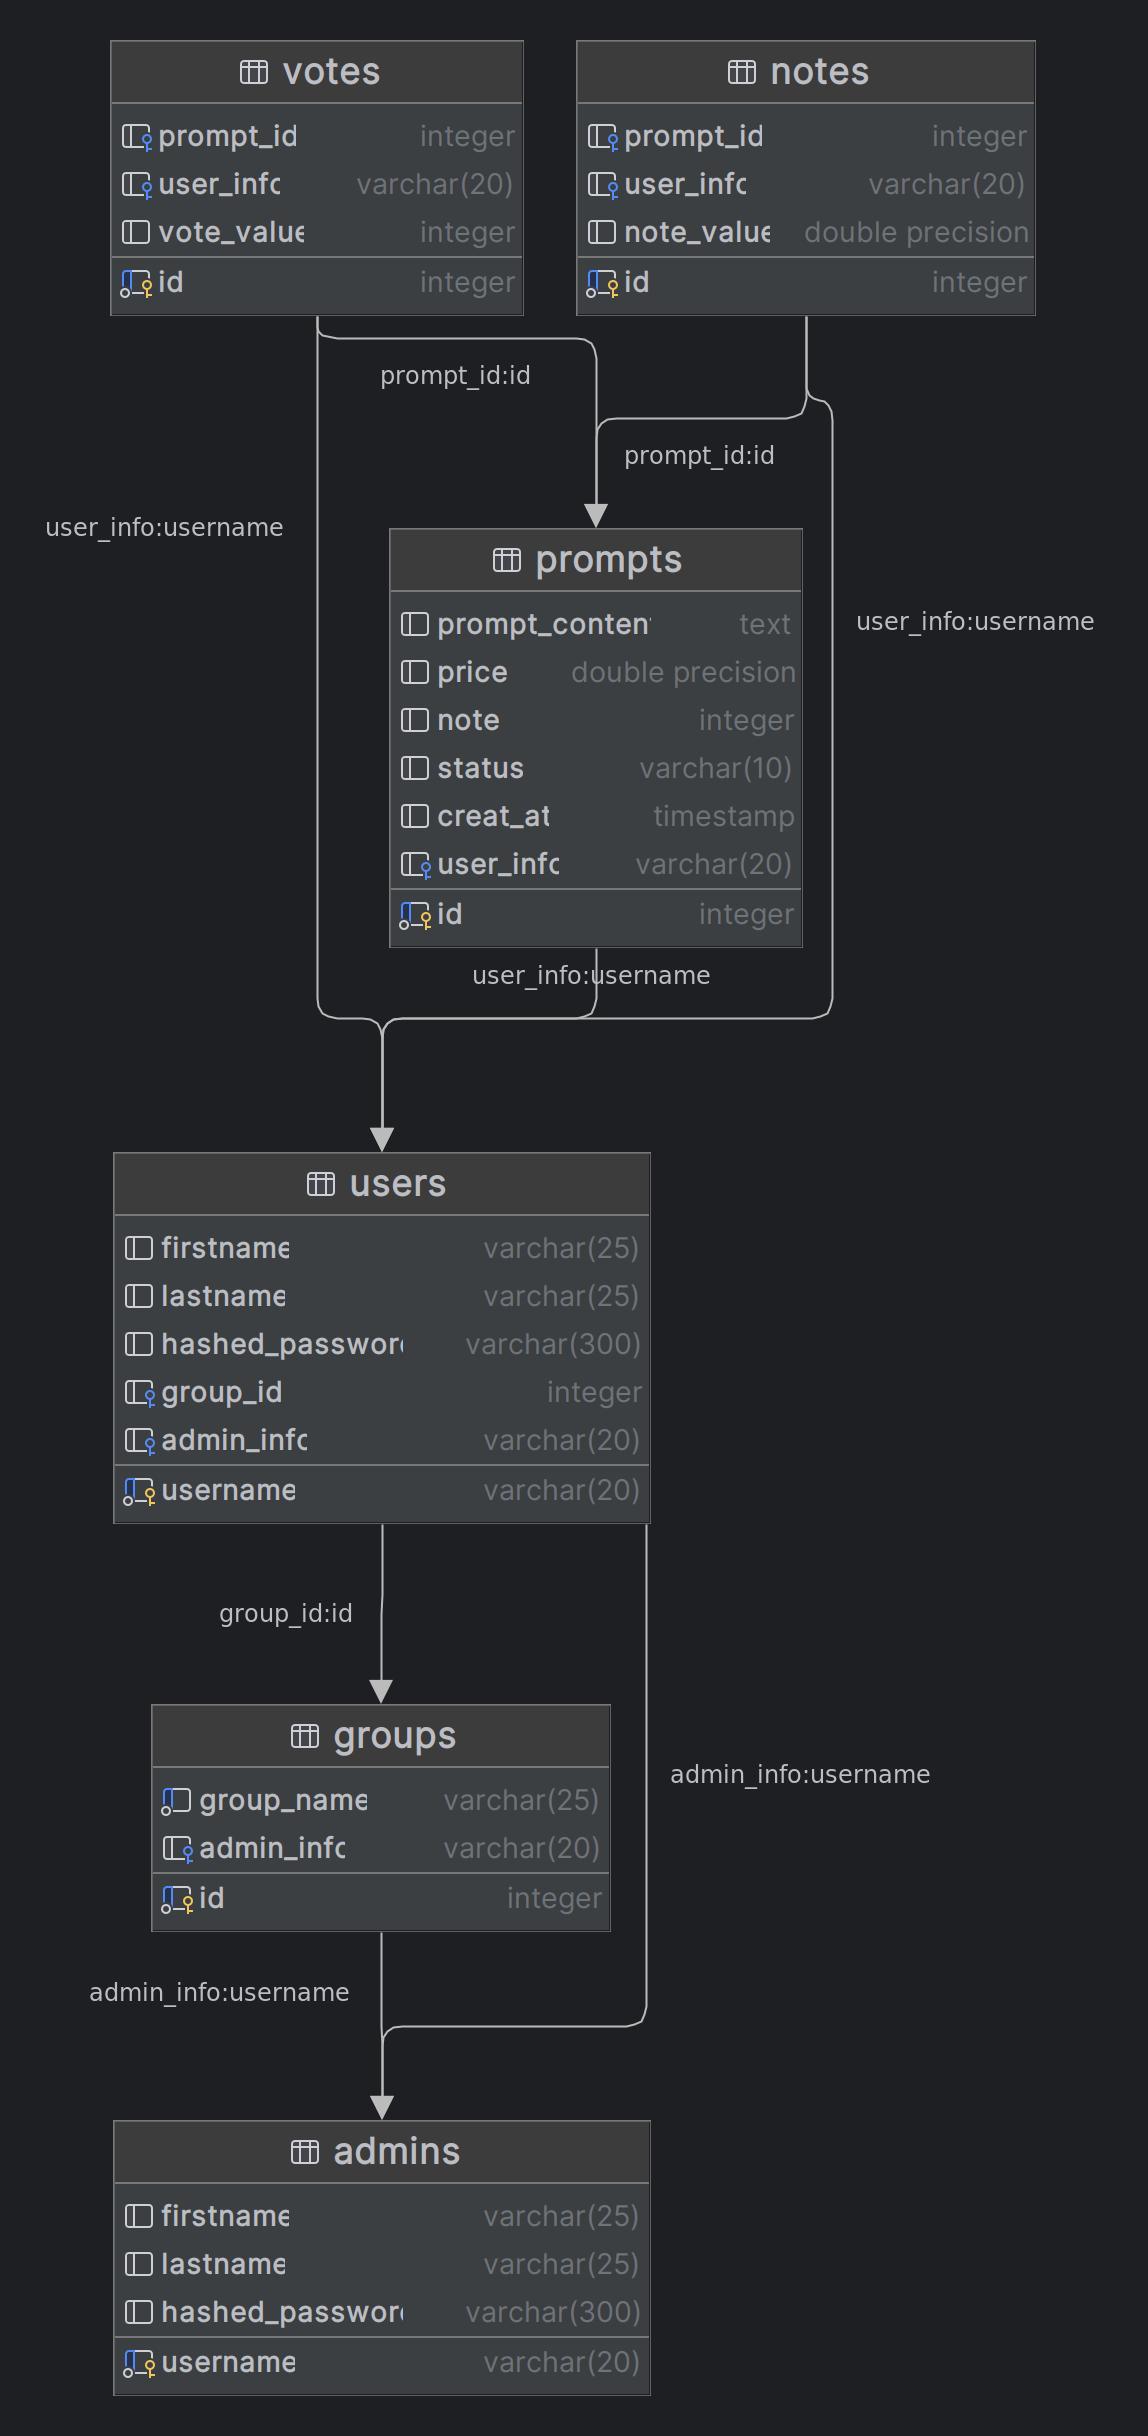 votes
prompt_id integer
user_info varchar(20)
vote_value integer
id integer
notes
prompt_id integer
user_info varchar(20)
note_value double precision
id integer
prompt_id:id
prompt_id:id
user_info:username
prompts
prompt_content text
price double precision
note integer
status varchar(10)
creat_at timestamp
user_info varchar(20)
id integer
user_info:username
user_info:username
users
firstname varchar(25)
lastname varchar(25)
hashed_password varchar(300)
group_id integer
admin_info varchar(20)
username varchar(20)
group_id:id
groups
group_name varchar(25)
admin_info varchar(20)
id integer
admin_info:username
admin_info:username
admins
firstname varchar(25)
lastname varchar(25)
hashed_password varchar(300)
username varchar(20)